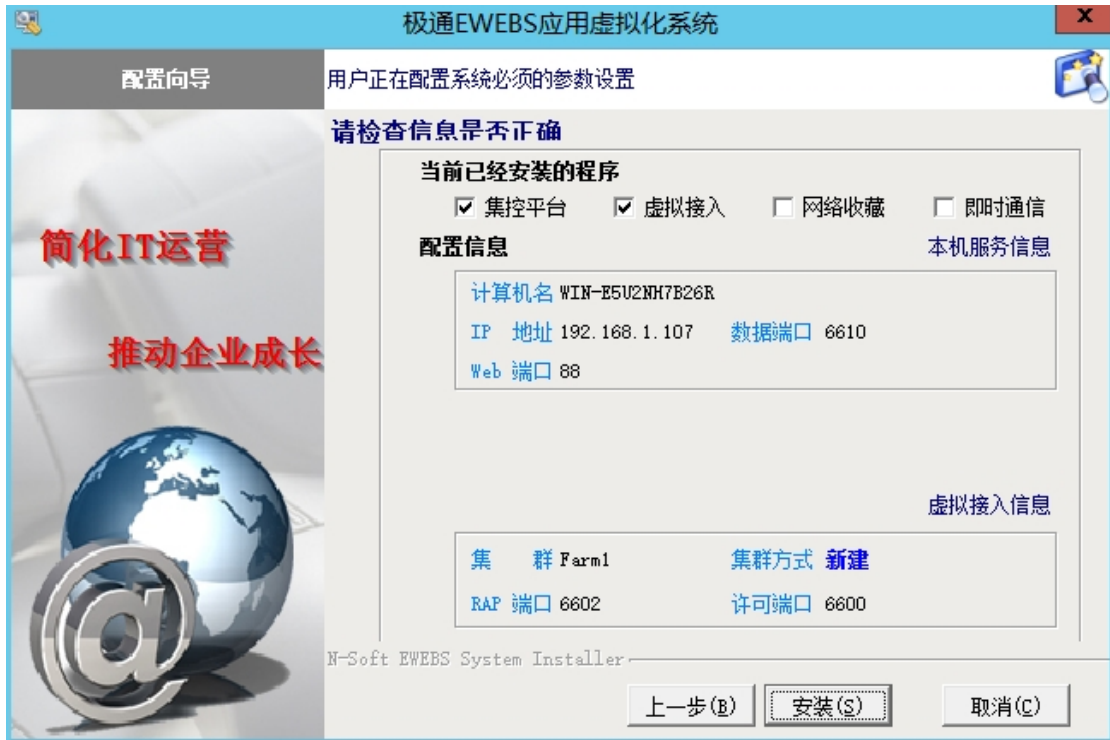 极通EWEBS应用虚拟化系统
x
配置向导
用户正在配置系统必须的参数设置
请检查信息是否正确
当前已经安装的程序
集控平台 虚拟接入 网络收藏 即时通信
简化IT运营
配置信息 本机服务信息
计算机名 WIN-E5U2NH7B26R
IP 地址 192.168.1.107 数据端口 6610
推动企业成长
Web 端口 88
虚拟接入信息
集 群 Farm1 集群方式 新建
RAP 端口 6602 许可端口 6600
N-Soft EWEBS System Installer
上一步(B) 安装(S) 取消(C)